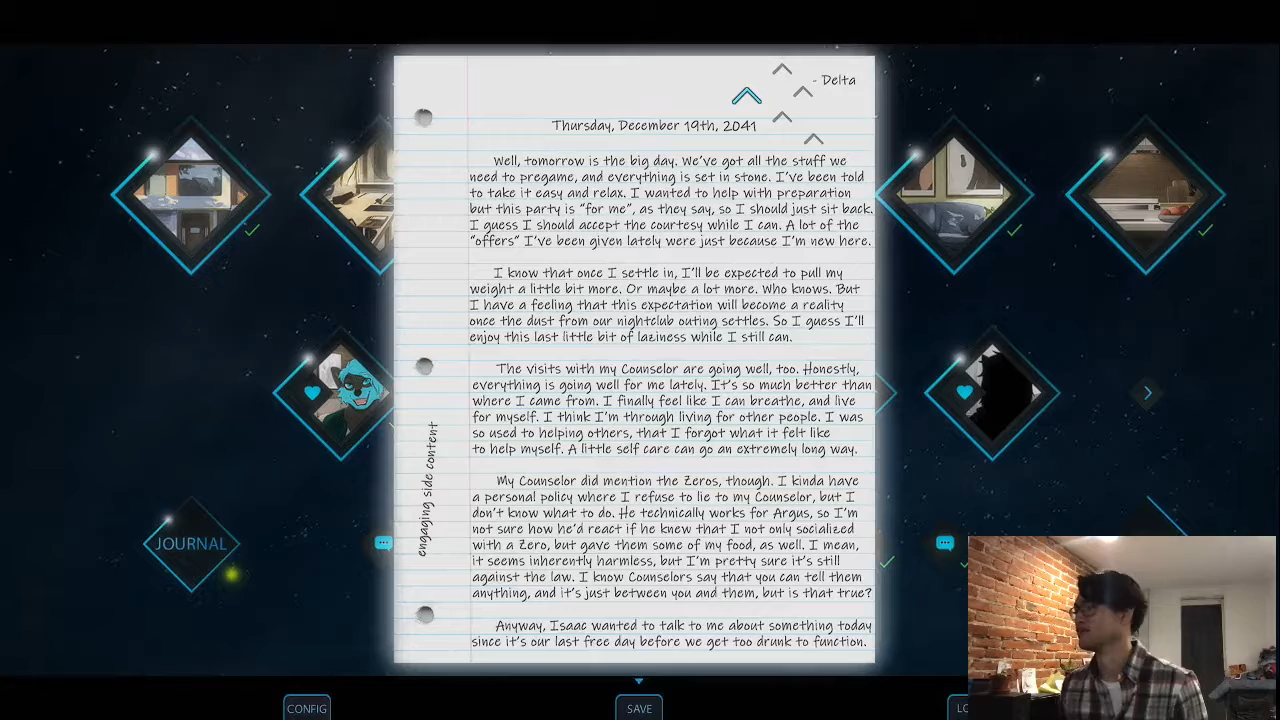 - Delta
Thursday, December 19th, 2041
Well, tomorrow is the big day. We've got all the stuff we
need to pregame, and everything is set in stone. I've been told
to take it easy and relax. I wanted to help with preparation
but this party is "for me", as they say, so I should just sit back.
I guess I should accept the courtesy while I can. A lot of the
"offers" I've been given lately were just because I'm new here.
I know that once I settle in, I'll be expected to pull my
weight a little bit more. Or maybe a lot more. Who knows. But
I have a feeling that this expectation will become a reality
once the dust from our nightclub outing settles. So I guess I'll
enjoy this last little bit of laziness while I still can.
The visits with my Counselor are going well, too. Honestly,
everything is going well for me lately. It's so much better than
where I came from. I finally feel like I can breathe, and live
for myself. I think I'm through living for other people. I was
so used to helping others, that I forgot what it felt like
to help myself. A little self care can go an extremely long way.
My Counselor did mention the Zeros, though. I kinda have
a personal policy where I refuse to lie to my Counselor, but I
don't know what to do. He technically works for Argus, so I'm
not sure how he'd react if he knew that I not only socialized
with a Zero, but gave them some of my food, as well. I mean,
it seems inherently harmless, but I'm pretty sure it's still
against the law. I know Counselors say that you can tell them
anything, and it's just between you and them, but is that true?
Anyway, Isaac wanted to talk to me about something today
since it's our last free day before we get too drunk to function.
engaging side content
JOURNAL
CONFIG
SAVE
LO